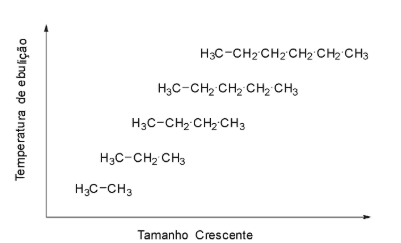 Temperatura de ebulição
H₃C−CH₂·CH₂·CH₂·CH₂·CH₃
H₃C−CH₂·CH₂·CH₂·CH₃
H₃C−CH₂·CH₂·CH₃
H₃C−CH₂·CH₃
H₃C−CH₃
Tamanho Crescente